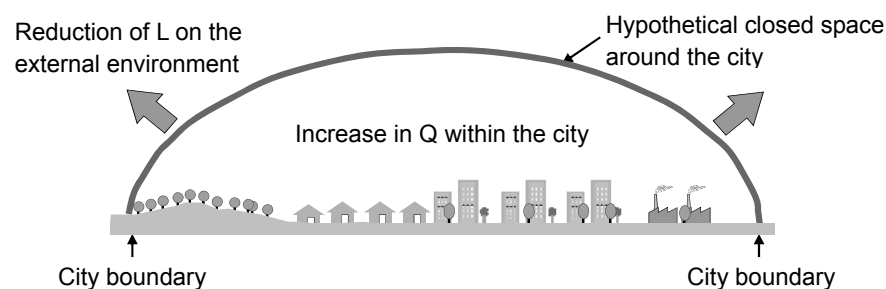 Reduction of L on the
external environment
Hypothetical closed space
around the city
Increase in Q within the city
City boundary
City boundary